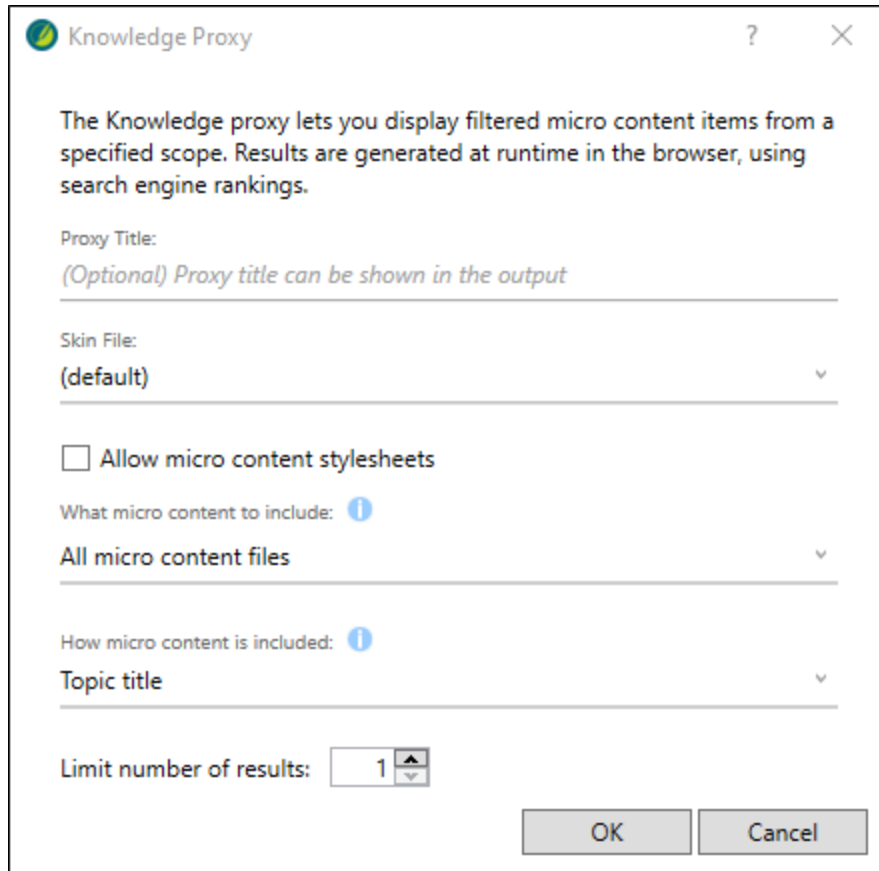 Knowledge Proxy
?
The Knowledge proxy lets you display filtered micro content items from a
specified scope. Results are generated at runtime in the browser, using
search engine rankings.
Proxy Title:
(Optional) Proxy title can be shown in the output
Skin File:
(default)
Allow micro content stylesheets
What micro content to include:
All micro content files
How micro content is included:
Topic title
Limit number of results: 1
OK Cancel